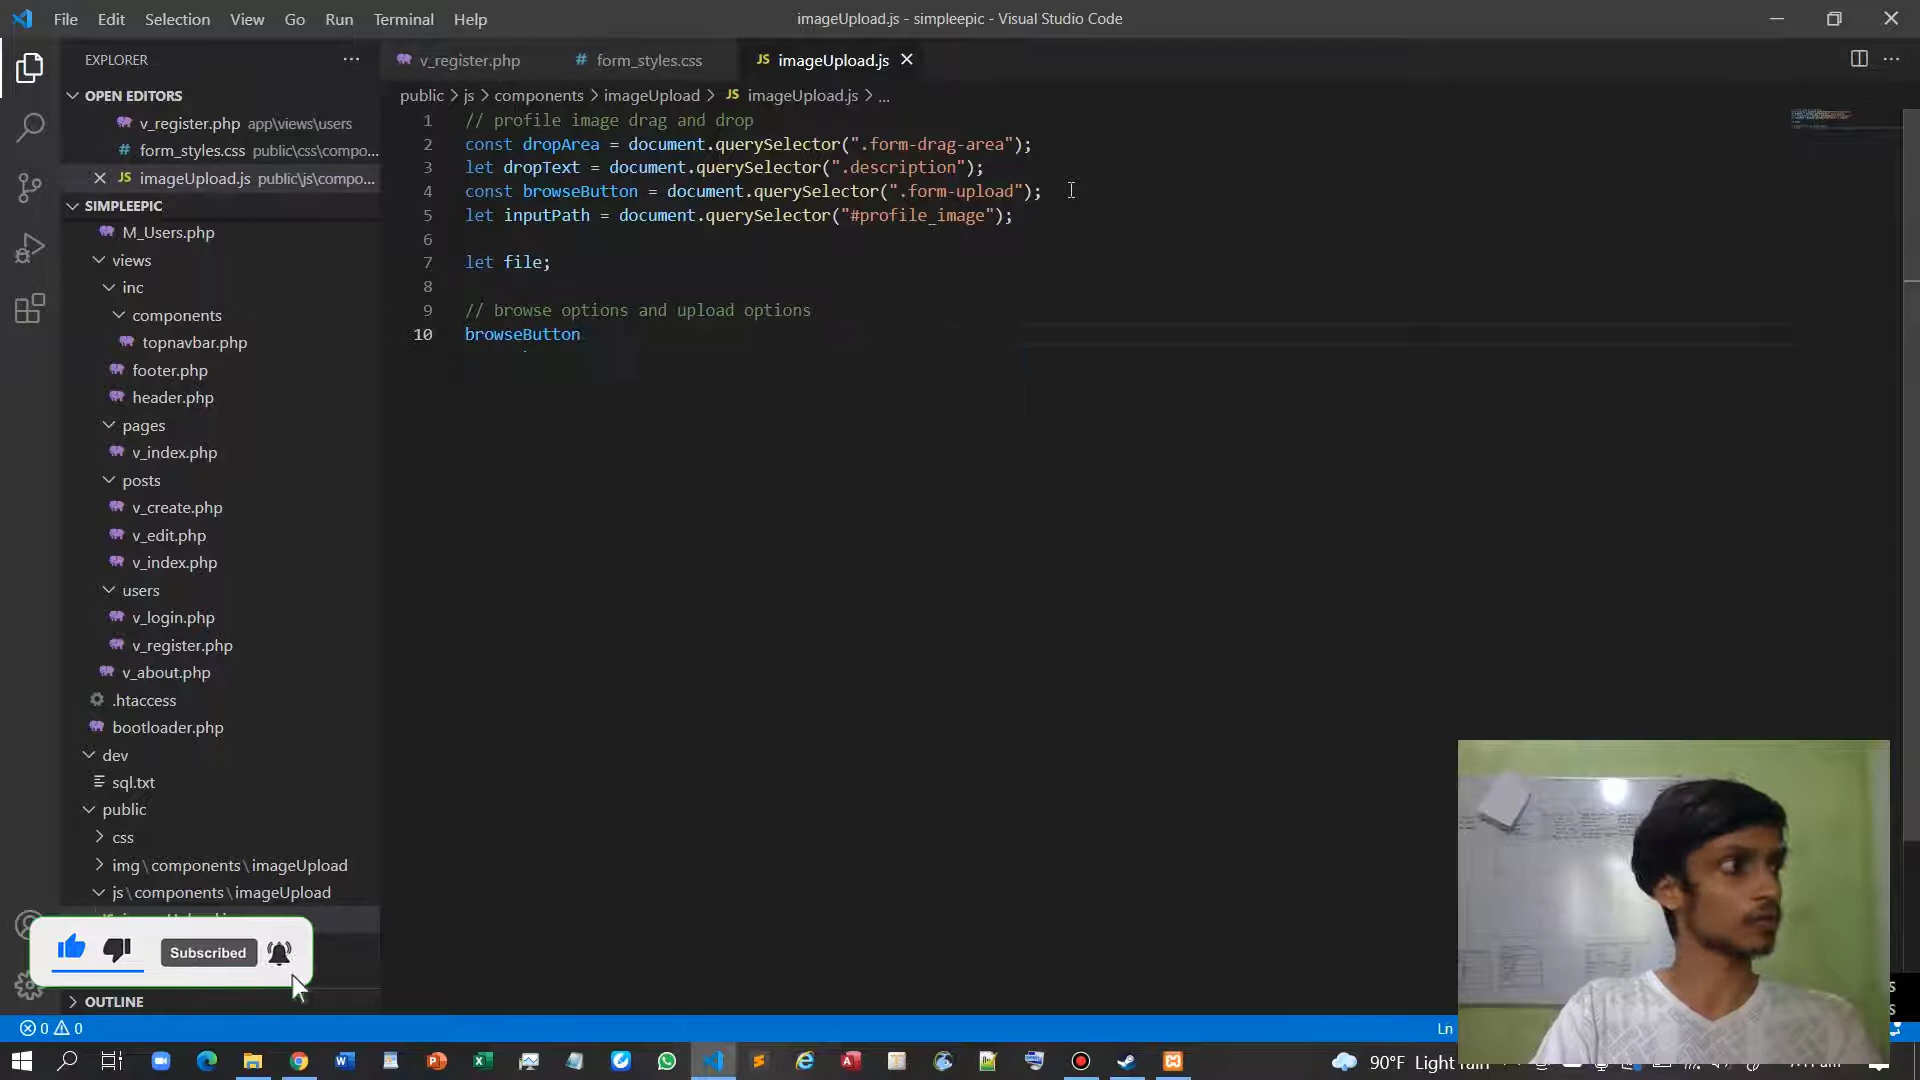 File Edit Selection View Go Run Terminal Help
imageUpload.js - simpleepic - Visual Studio Code
EXPLORER
OPEN EDITORS
v_register.php app\views\users
form_styles.css public\css\compo...
imageUpload.js public\js\compo...
SIMPLEEPIC
M_Users.php
views
inc
components
topnavbar.php
footer.php
header.php
pages
v_index.php
posts
v_create.php
v_edit.php
v_index.php
users
v_login.php
v_register.php
v_about.php
.htaccess
bootloader.php
dev
sql.txt
public
css
img\components\imageUpload
js\components\imageUpload
OUTLINE
v_register.php form_styles.css imageUpload.js
public > js > components > imageUpload > JS imageUpload.js > ...
1 // profile image drag and drop
2 const dropArea = document.querySelector(".form-drag-area");
3 let dropText = document.querySelector(".description");
4 const browseButton = document.querySelector(".form-upload");
5 let inputPath = document.querySelector("#profile_image");
6
7 let file;
8
9 // browse options and upload options
10 browseButton
Subscribed
0 0
Ln
90°F Light rain